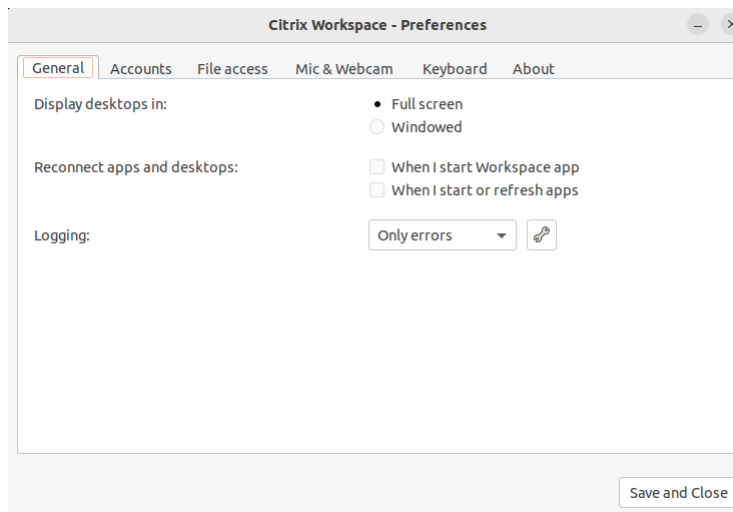 Citrix Workspace - Preferences
General Accounts File access Mic & Webcam Keyboard About
Display desktops in: Full screen
Windowed
Reconnect apps and desktops: When I start Workspace app
When I start or refresh apps
Logging: Only errors
Save and Close